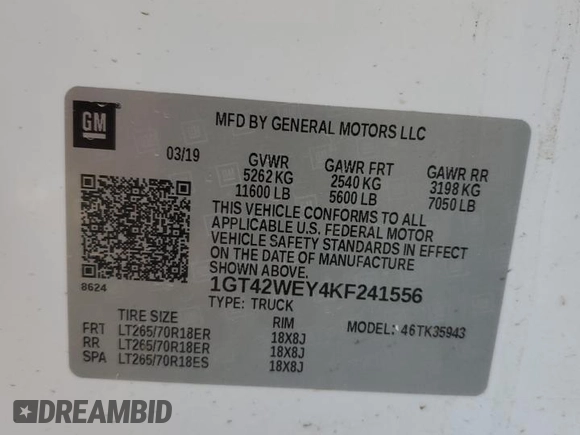 GM
MFD BY GENERAL MOTORS LLC
03/19 GVWR GAWR FRT GAWR RR
5262 KG 2540 KG 3198 KG
11600 LB 5600 LB 7050 LB
THIS VEHICLE CONFORMS TO ALL
APPLICABLE U.S. FEDERAL MOTOR
VEHICLE SAFETY STANDARDS IN EFFECT
ON THE DATE OF MANUFACTURE
SHOWN ABOVE.
8624
1GT42WEY4KF241556
TYPE: TRUCK
TIRE SIZE RIM MODEL: 46TK35943
FRT LT265/70R18ER 18X8J
RR LT265/70R18ER 18X8J
SPA LT265/70R18ES 18X8J
DREAMBID